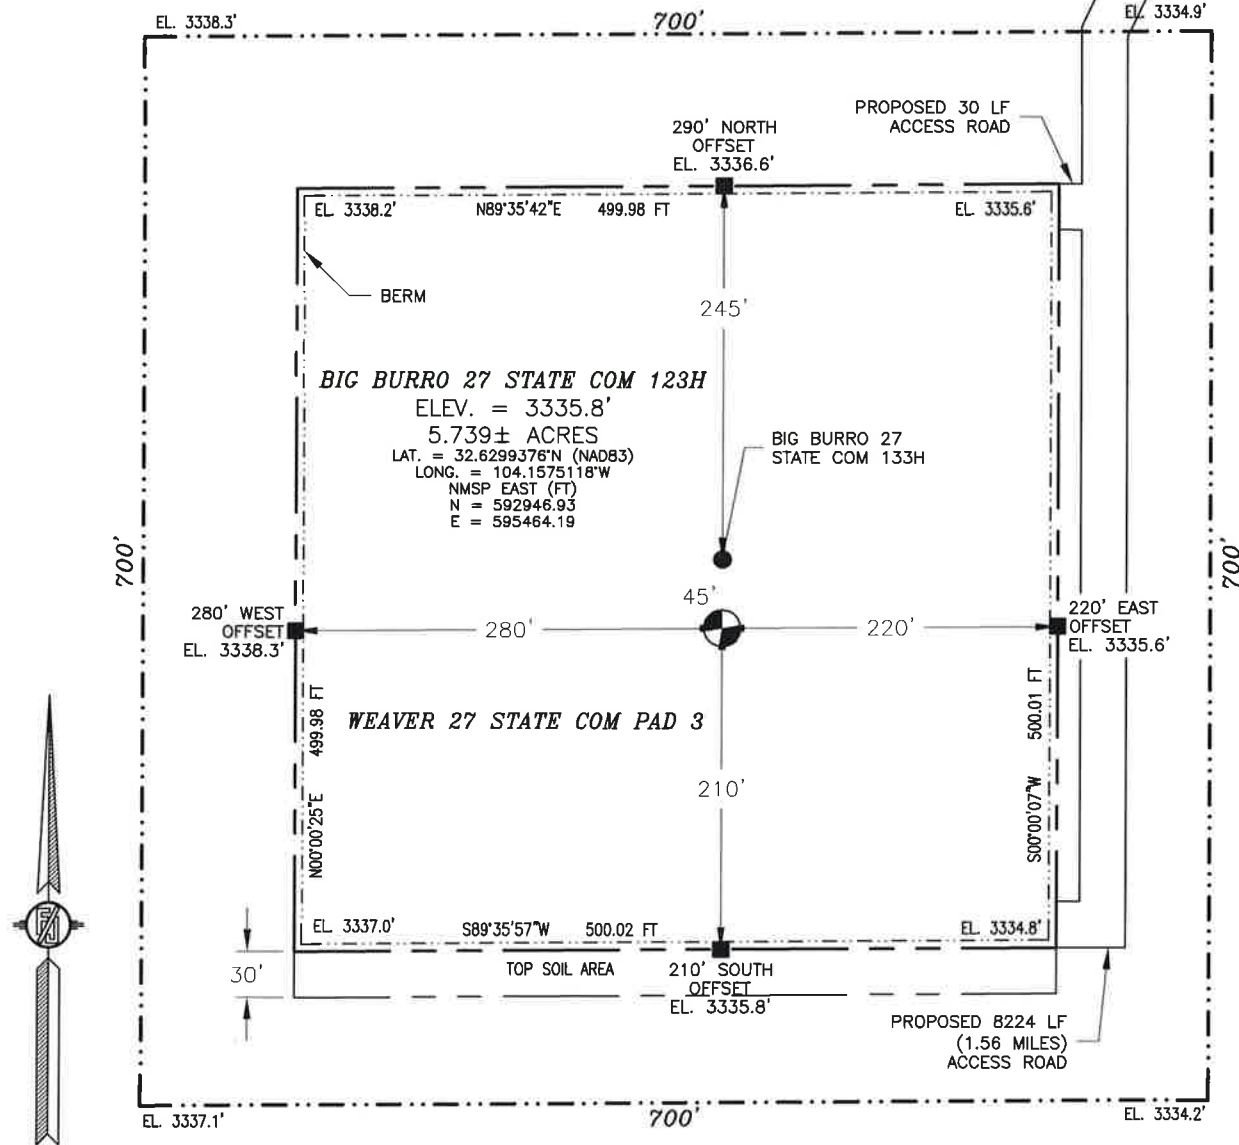 EL. 3338.3'
700'
EL. 3334.9'
PROPOSED 30 LF
ACCESS ROAD
290' NORTH
OFFSET
EL. 3336.6'
EL. 3338.2'
N89°35'42"E 499.98 FT
EL. 3335.6'
BERM
245'
BIG BURRO 27 STATE COM 123H
ELEV. = 3335.8'
5.739± ACRES
LAT. = 32.6299376°N (NAD83)
LONG. = 104.1575118°W
NMSP EAST (FT)
N = 592946.93
E = 595464.19
BIG BURRO 27
STATE COM 133H
700'
700'
45'
280' WEST
OFFSET
EL. 3338.3'
280'
220'
220' EAST
OFFSET
EL. 3335.6'
WEAVER 27 STATE COM PAD 3
N00°00'25"E 499.98 FT
S00°00'07"W 500.01 FT
210'
EL. 3337.0'
S89°35'57"W 500.02 FT
EL. 3334.8'
30'
TOP SOIL AREA
210' SOUTH
OFFSET
EL. 3335.8'
PROPOSED 8224 LF
(1.56 MILES)
ACCESS ROAD
EL. 3337.1'
700'
EL. 3334.2'